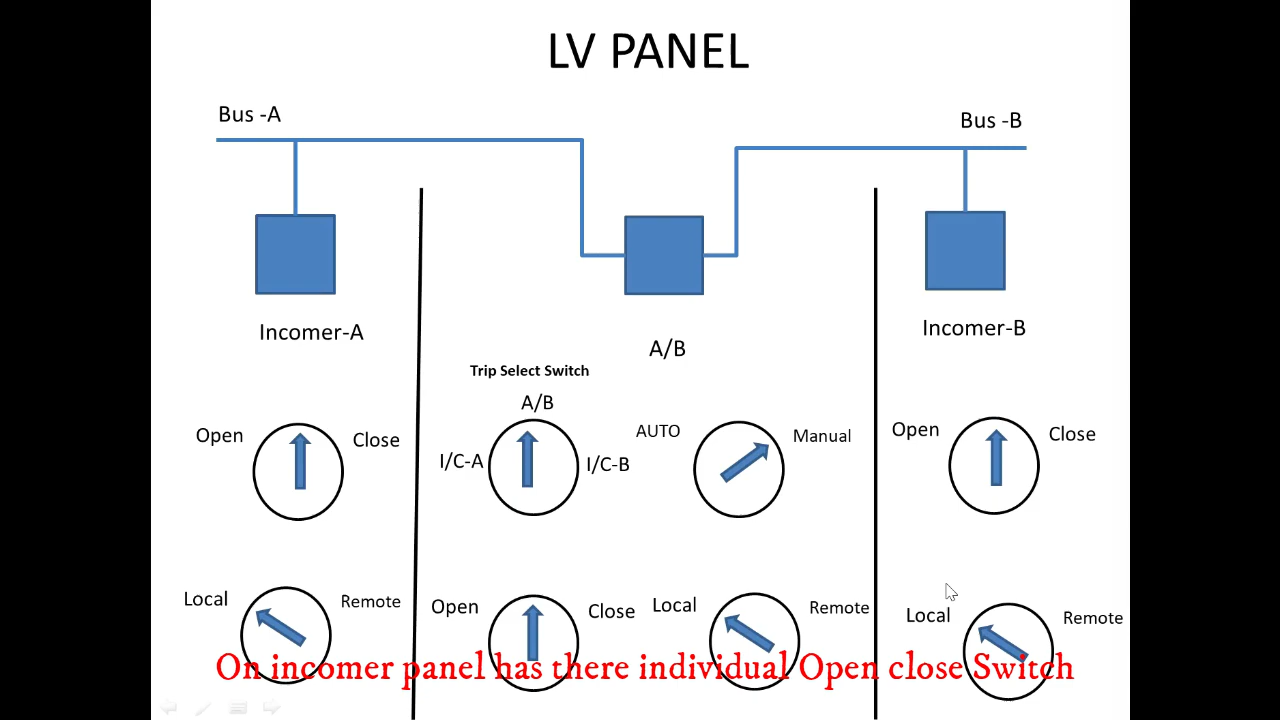 LV PANEL
Bus -A
Bus -B
Incomer-A
A/B
Incomer-B
Trip Select Switch
A/B
Open
Close
I/C-A
I/C-B
AUTO
Manual
Open
Close
Local
Remote
Open
Close
Local
Remote
Local
Remote
On incomer panel has there individual Open close Switch